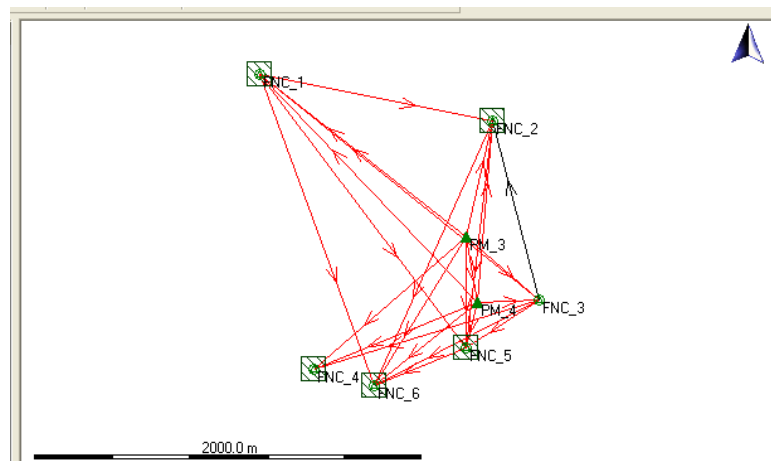 FNC_1
FNC_2
PM_3
PM_4
FNC_3
FNC_5
FNC_4
FNC_6
2000.0 m